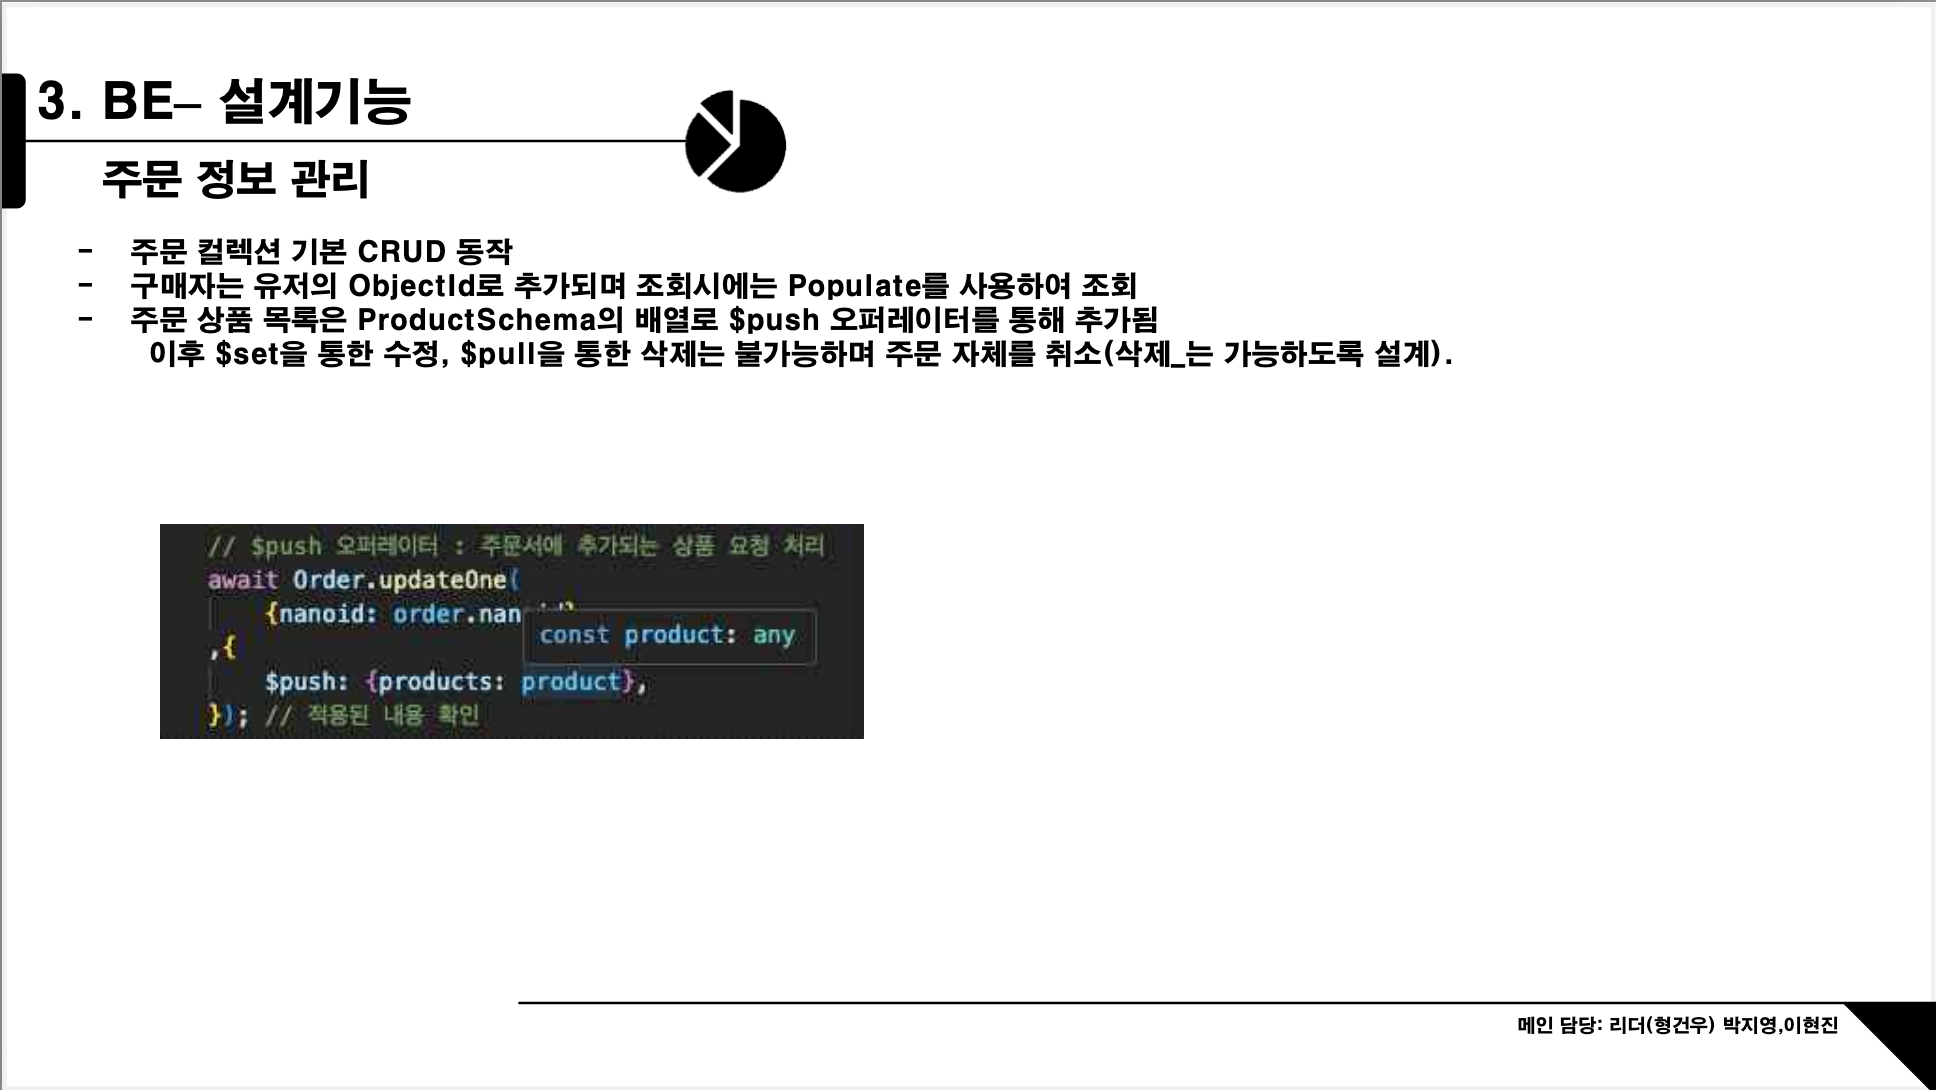 3. BE– 설계기능
주문 정보 관리
- 주문 컬렉션 기본 CRUD 동작
- 구매자는 유저의 ObjectId로 추가되며 조회시에는 Populate를 사용하여 조회
- 주문 상품 목록은 ProductSchema의 배열로 $push 오퍼레이터를 통해 추가됨
이후 $set을 통한 수정, $pull을 통한 삭제는 불가능하며 주문 자체를 취소(삭제_는 가능하도록 설계).
// $push 오퍼레이터 : 주문서에 추가되는 상품 요청 처리
await Order.updateOne(
{nanoid: order.nan
const product: any
,{
$push: {products: product},
}); // 적용된 내용 확인
메인 담당: 리더(형건우) 박지영,이현진